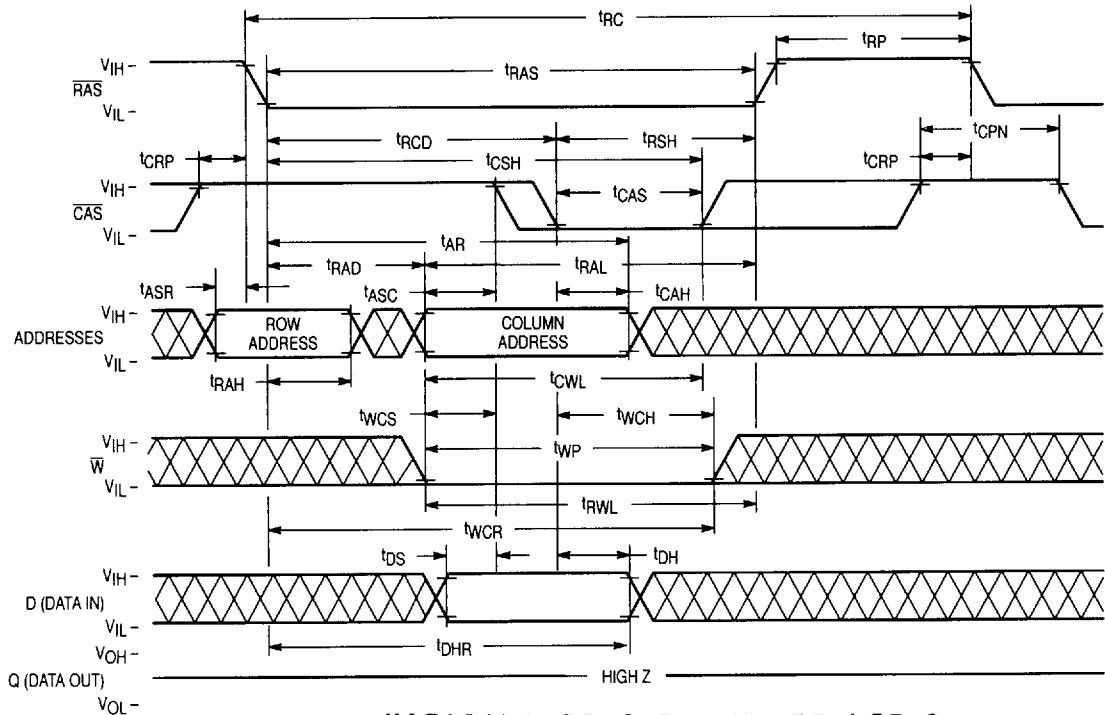 tRC
tRP
VIH
RAS
VIL
tRAS
tRCD
tRSH
tCPN
tCRP
tCSH
tCRP
VIH
CAS
VIL
tCAS
tAR
tRAD
tRAL
tASR
tASC
tCAH
VIH
ADDRESSES
VIL
ROW
ADDRESS
COLUMN
ADDRESS
tRAH
tCWL
tWCS
tWCH
VIH
W
VIL
tWP
tRWL
tWCR
tDS
tDH
VIH
D (DATA IN)
VIL
tDHR
VOH
Q (DATA OUT)
HIGH Z
VOL